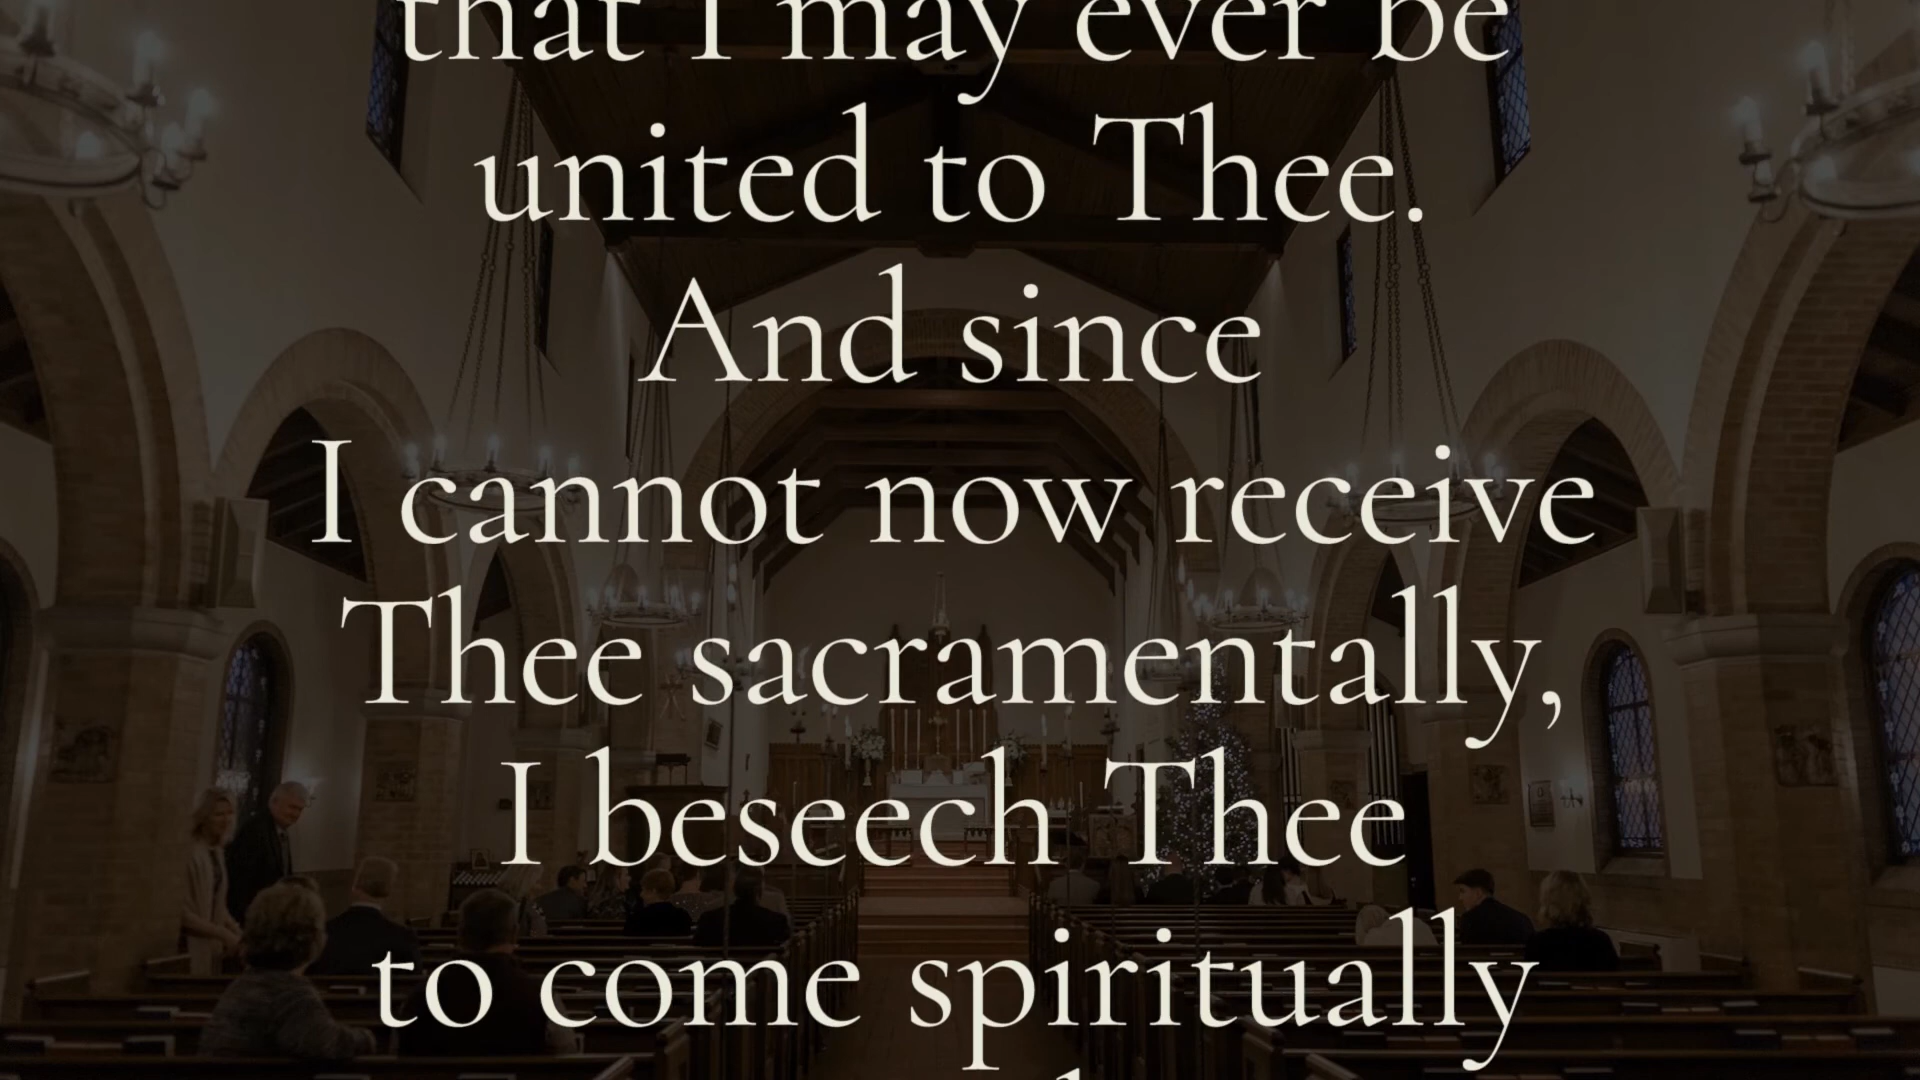 that I may ever be
united to Thee.
And since
I cannot now receive
Thee sacramentally,
I beseech Thee
to come spiritually